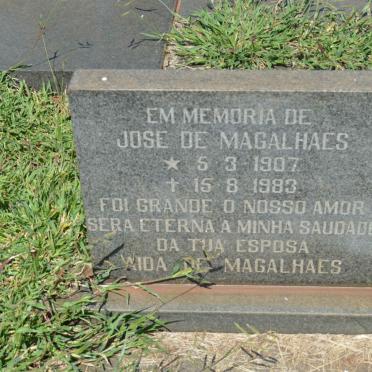 EM MEMORIA DE
JOSE DE MAGALHAES
★ 5·3·1907
✝ 15·8·1983
FOI GRANDE O NOSSO AMOR
SERA ETERNA A MINHA SAUDADE
DA TUA ESPOSA
WIDA DE MAGALHAES